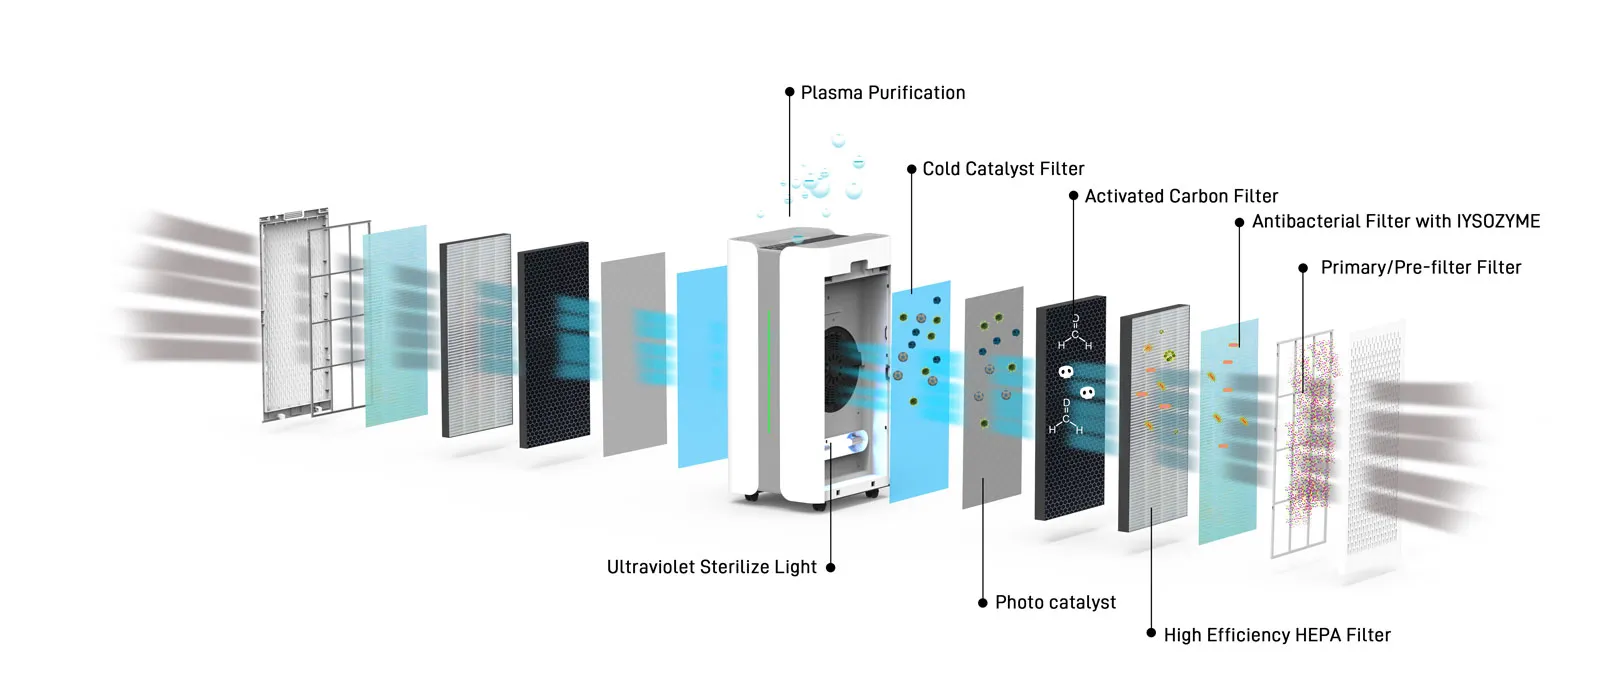 Plasma Purification
Cold Catalyst Filter
Activated Carbon Filter
Antibacterial Filter with IYSOZYME
Primary/Pre-filter Filter
D
C
H H
D
C
H H
Ultraviolet Sterilize Light
Photo catalyst
High Efficiency HEPA Filter